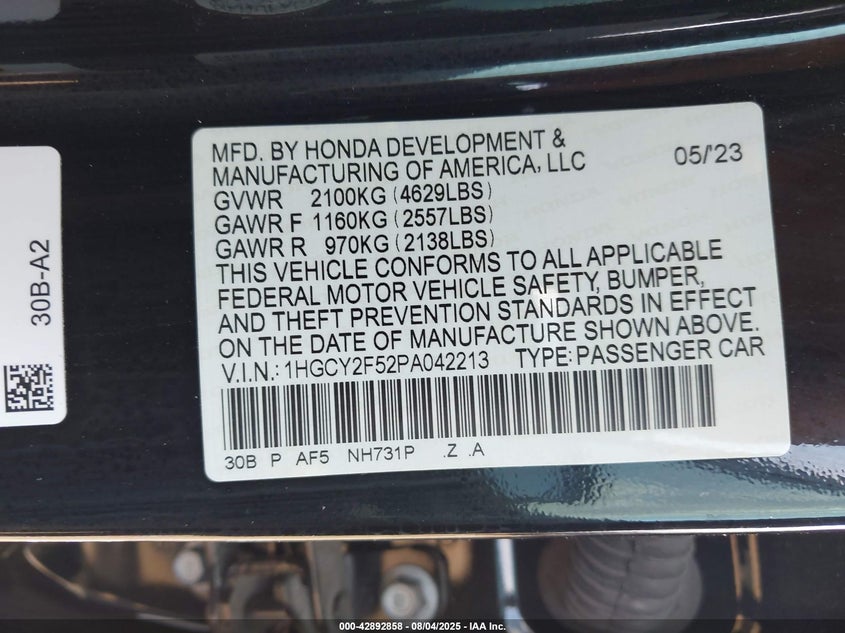 MFD. BY HONDA DEVELOPMENT &
MANUFACTURING OF AMERICA, LLC 05/'23
GVWR 2100KG (4629LBS)
GAWR F 1160KG (2557LBS)
GAWR R 970KG (2138LBS)
THIS VEHICLE CONFORMS TO ALL APPLICABLE
FEDERAL MOTOR VEHICLE SAFETY, BUMPER,
AND THEFT PREVENTION STANDARDS IN EFFECT
ON THE DATE OF MANUFACTURE SHOWN ABOVE.
V.I.N.: 1HGCY2F52PA042213 TYPE: PASSENGER CAR
30B P AF5 NH731P .Z .A
30B-A2
000-42892858 - 08/04/2025 - IAA Inc.